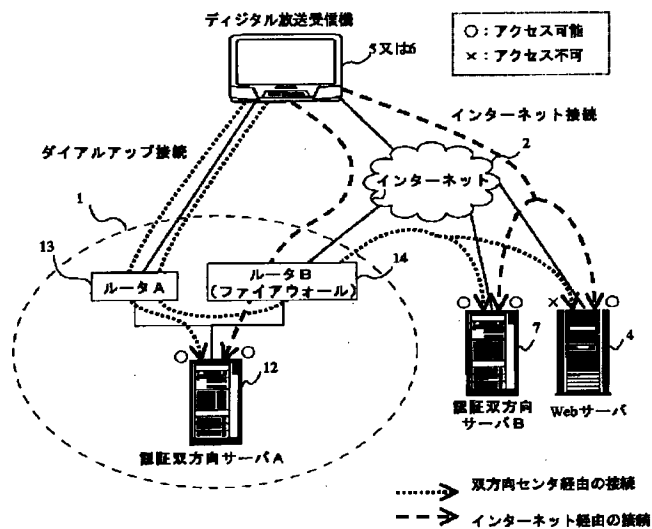 ディジタル放送受信機
○：アクセス可能
×：アクセス不可
5又は6
インターネット接続
2
ダイアルアップ接続
インターネット
1
13
ルータA
ルータB
(ファイアウォール)
14
○
○
12
認証双方向サーバA
○
○
7
認証双方向
サーバB
×
○
4
Webサーバ
双方向センタ経由の接続
インターネット経由の接続